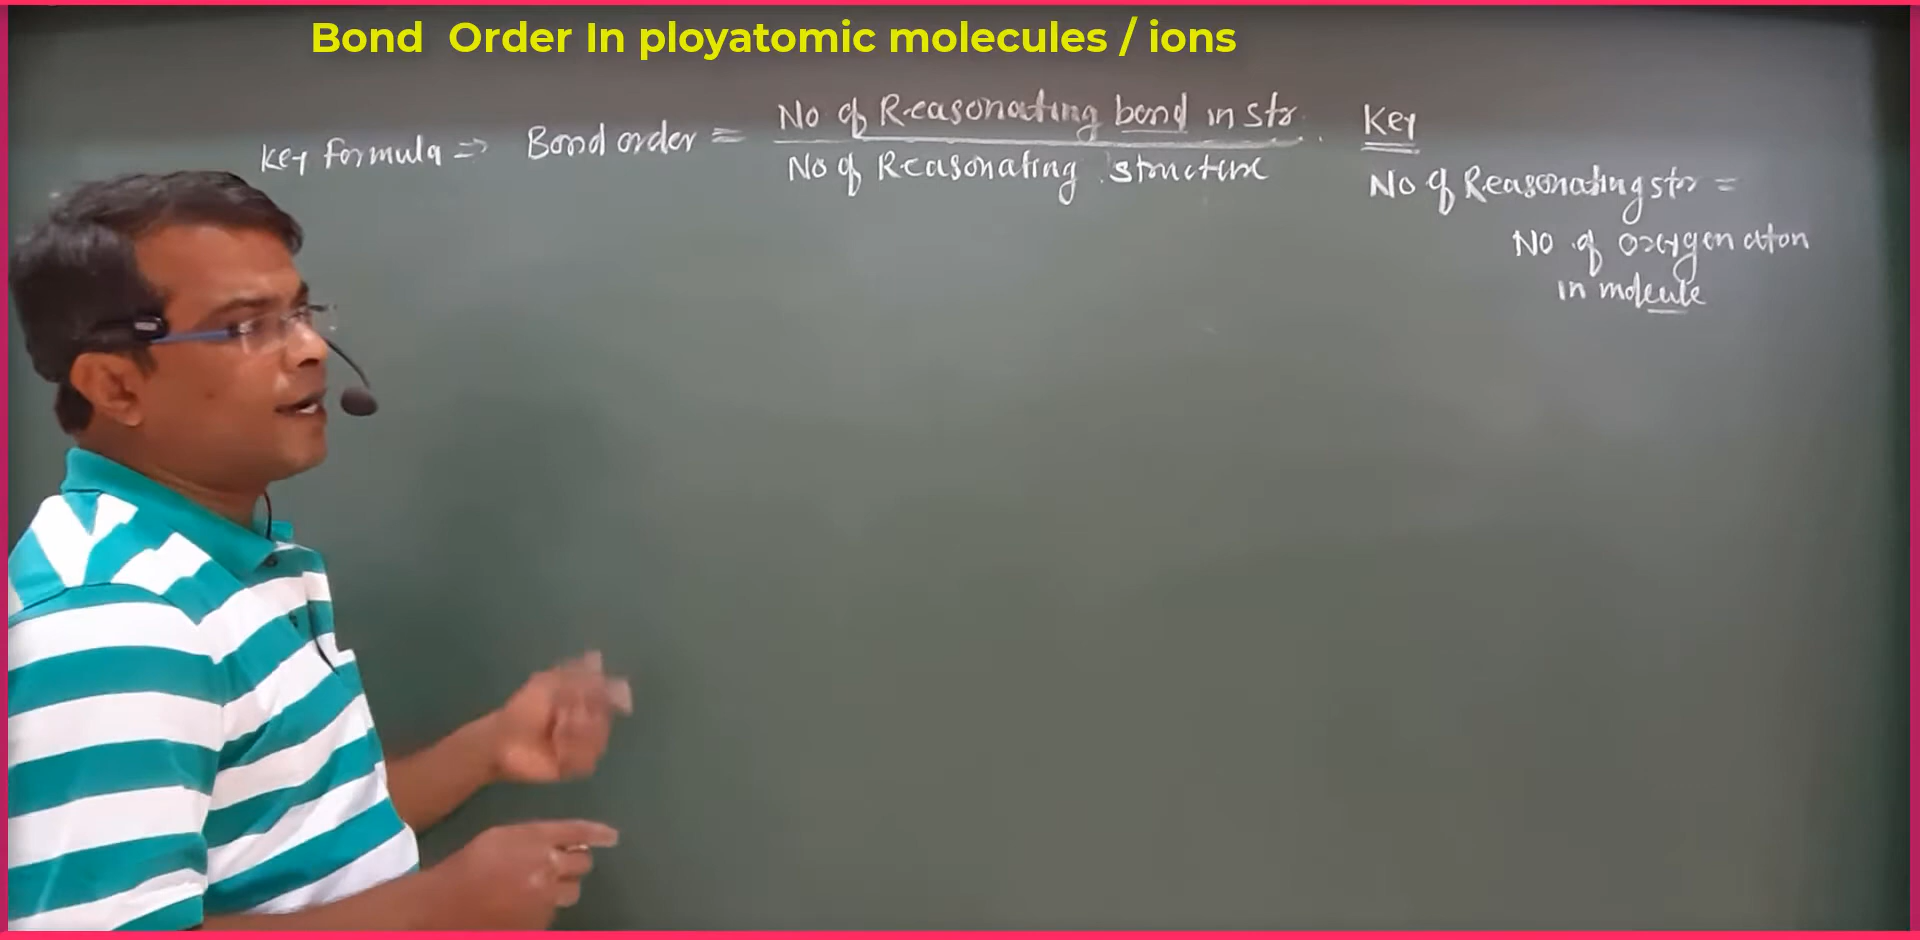 Bond Order In ployatomic molecules / ions
Key formula => Bond order = No of Reasonating bond in str.
No of Reasonating structure
Key
No of Reasonating str =
No of oxygen atom
in molecule